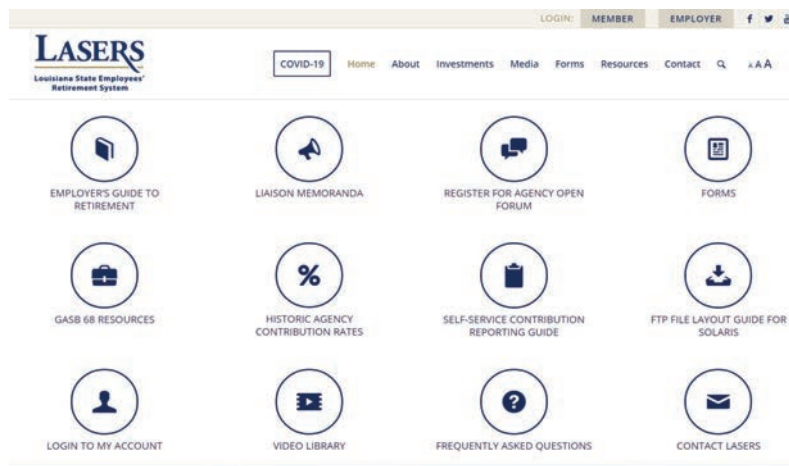 LOGIN: MEMBER EMPLOYER
LASERS
Louisiana State Employees'
Retirement System
COVID-19 Home About Investments Media Forms Resources Contact A A A
EMPLOYER'S GUIDE TO
RETIREMENT
LIAISON MEMORANDA
REGISTER FOR AGENCY OPEN
FORUM
FORMS
GASB 68 RESOURCES
%
HISTORIC AGENCY
CONTRIBUTION RATES
SELF-SERVICE CONTRIBUTION
REPORTING GUIDE
FTP FILE LAYOUT GUIDE FOR
SOLARIS
LOGIN TO MY ACCOUNT
VIDEO LIBRARY
?
FREQUENTLY ASKED QUESTIONS
CONTACT LASERS